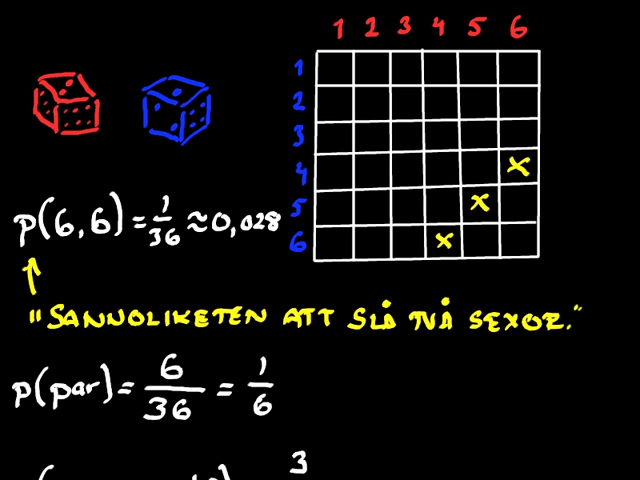 1 2 3 4 5 6
1
2
3
4 x
5 x
6 x
p(6,6) = 1/36 ≈ 0,028
"SANNOLIKETEN ATT SLÅ TVÅ SEXOR."
p(par) = 6/36 = 1/6
3